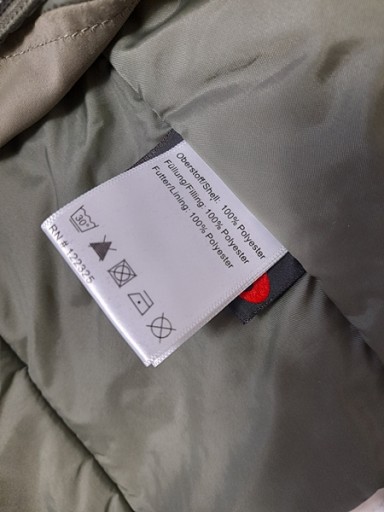 Oberstoff/Shell: 100% Polyester
Füllung/Filling: 100% Polyester
Futter/Lining: 100% Polyester
30°
RN # 122325